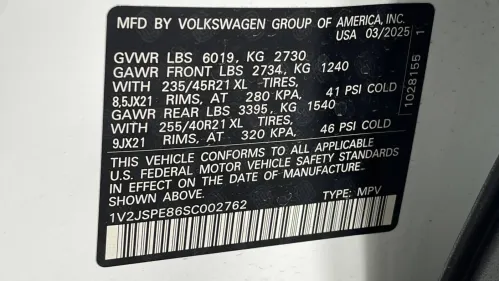 MFD BY VOLKSWAGEN GROUP OF AMERICA, INC.
USA 03/2025
GVWR LBS 6019, KG 2730
GAWR FRONT LBS 2734, KG 1240
WITH 235/45R21 XL TIRES,
8,5JX21 RIMS, AT 280 KPA, 41 PSI COLD
GAWR REAR LBS 3395, KG 1540
WITH 255/40R21 XL TIRES,
9JX21 RIMS, AT 320 KPA, 46 PSI COLD
THIS VEHICLE CONFORMS TO ALL APPLICABLE
U.S. FEDERAL MOTOR VEHICLE SAFETY STANDARDS
IN EFFECT ON THE DATE OF MANUFACTURE
SHOWN ABOVE.
1V2JSPE86SC002762 TYPE: MPV
1028155 1